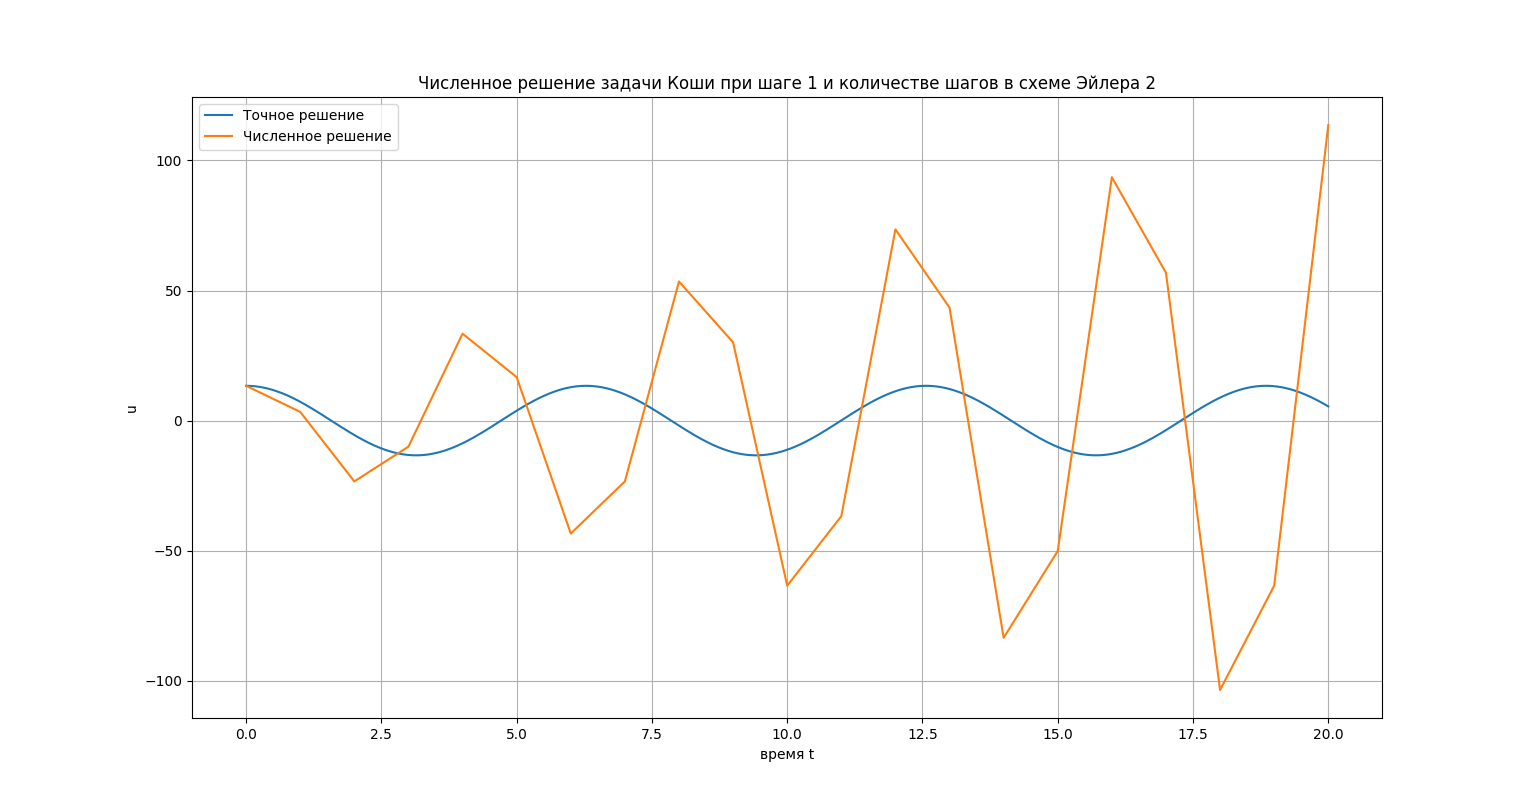 Численное решение задачи Коши при шаге 1 и количестве шагов в схеме Эйлера 2
Точное решение
Численное решение
100
50
0
−50
−100
u
0.0 2.5 5.0 7.5 10.0 12.5 15.0 17.5 20.0
время t